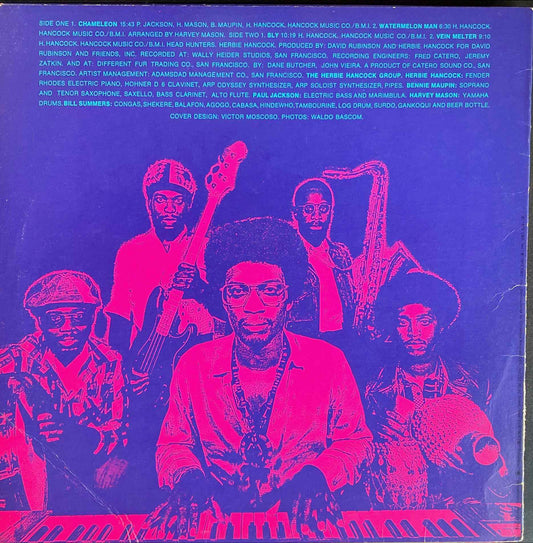 SIDE ONE 1. CHAMELEON 15:43 P. JACKSON, H. MASON, B. MAUPIN, H. HANCOCK, HANCOCK MUSIC CO./B.M.I. 2. WATERMELON MAN 6:30 H. HANCOCK,
HANCOCK MUSIC CO./B.M.I. ARRANGED BY HARVEY MASON. SIDE TWO 1. SLY 10:19 H. HANCOCK, HANCOCK MUSIC CO./B.M.I. 2. VEIN MELTER 9:10
H. HANCOCK, HANCOCK MUSIC CO./B.M.I. HEAD HUNTERS. HERBIE HANCOCK, PRODUCED BY: DAVID RUBINSON AND HERBIE HANCOCK FOR DAVID
RUBINSON AND FRIENDS, INC. RECORDED AT: WALLY HEIDER STUDIOS, SAN FRANCISCO. RECORDING ENGINEERS: FRED CATERO, JEREMY
ZATKIN, AND AT: DIFFERENT FUR TRADING CO., SAN FRANCISCO. BY: DANE BUTCHER, JOHN VIEIRA. A PRODUCT OF CATERO SOUND CO., SAN
FRANCISCO. ARTIST MANAGEMENT: ADAMSDAD MANAGEMENT CO., SAN FRANCISCO. THE HERBIE HANCOCK GROUP. HERBIE HANCOCK: FENDER
RHODES ELECTRIC PIANO, HOHNER D 6 CLAVINET, ARP ODYSSEY SYNTHESIZER, ARP SOLOIST SYNTHESIZER, PIPES. BENNIE MAUPIN: SOPRANO
AND TENOR SAXOPHONE, SAXELLO, BASS CLARINET, ALTO FLUTE. PAUL JACKSON: ELECTRIC BASS AND MARIMBULA. HARVEY MASON: YAMAHA
DRUMS. BILL SUMMERS: CONGAS, SHEKERE, BALAFON, AGOGO, CABASA, HINDEWHO, TAMBOURINE, LOG DRUM, SURDO, GANKOQUI AND BEER BOTTLE,
COVER DESIGN: VICTOR MOSCOSO. PHOTOS: WALDO BASCOM.